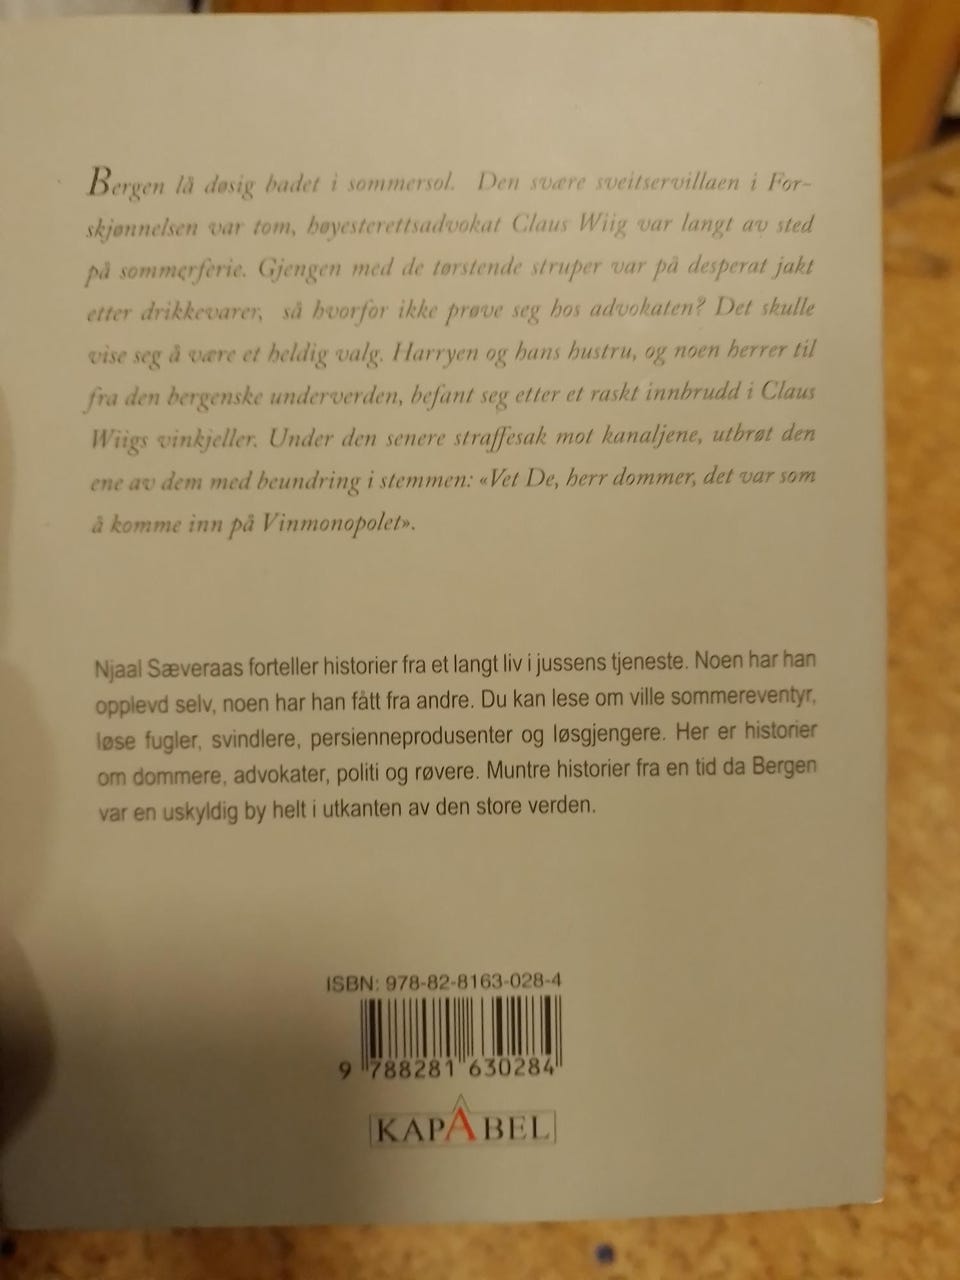 Bergen lå døsig badet i sommersol. Den svære sveitservillaen i For-
skjønnelsen var tom, høyesterettsadvokat Claus Wiig var langt av sted
på sommerferie. Gjengen med de tørstende struper var på desperat jakt
etter drikkevarer, så hvorfor ikke prøve seg hos advokaten? Det skulle
vise seg å være et heldig valg. Harryen og hans hustru, og noen herrer til
fra den bergenske underverden, befant seg etter et raskt innbrudd i Claus
Wiigs vinkjeller. Under den senere straffesak mot kanaljene, utbrøt den
ene av dem med beundring i stemmen: «Vet De, herr dommer, det var som
å komme inn på Vinmonopolet».
Njaal Sæveraas forteller historier fra et langt liv i jussens tjeneste. Noen har han
opplevd selv, noen har han fått fra andre. Du kan lese om ville sommereventyr,
løse fugler, svindlere, persienneprodusenter og løsgjengere. Her er historier
om dommere, advokater, politi og røvere. Muntre historier fra en tid da Bergen
var en uskyldig by helt i utkanten av den store verden.
ISBN: 978-82-8163-028-4
9 788281 630284
KAPABEL